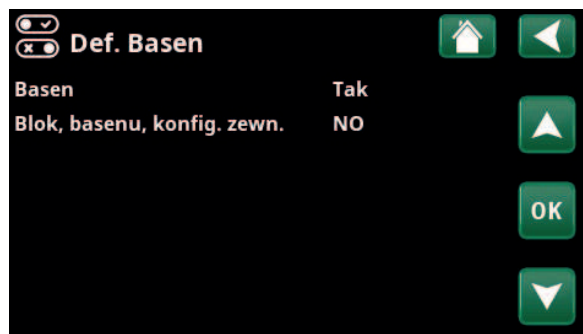 Def. Basen
Basen Tak
Blok, basenu, konfig. zewn. NO
OK